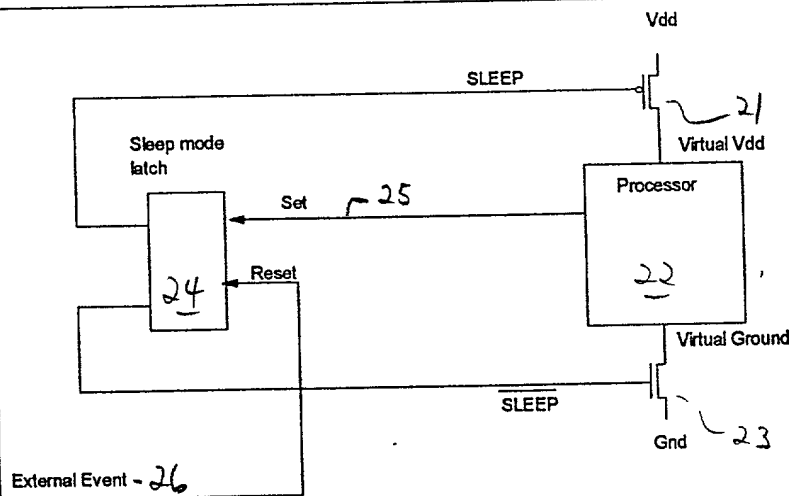 Vdd
SLEEP
21
Sleep mode
latch
Virtual Vdd
Processor
Set
25
22
24
Reset
Virtual Ground
SLEEP
Gnd
23
External Event - 26